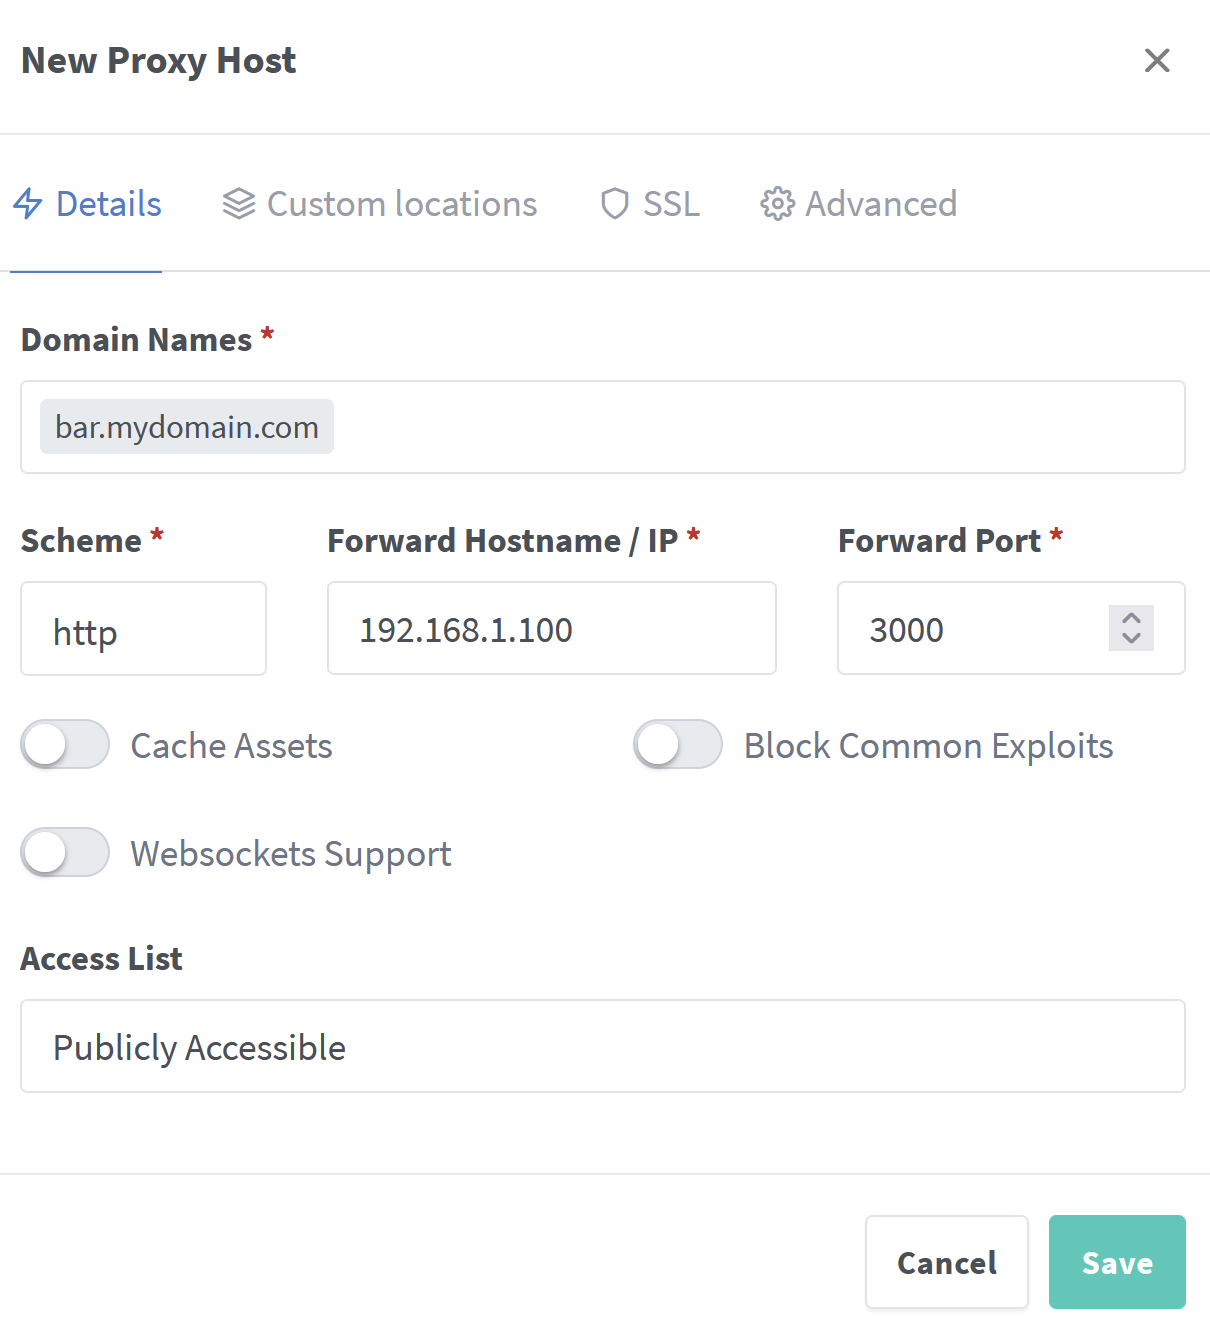 New Proxy Host
Details Custom locations SSL Advanced
Domain Names *
bar.mydomain.com
Scheme * Forward Hostname / IP * Forward Port *
http 192.168.1.100 3000
Cache Assets Block Common Exploits
Websockets Support
Access List
Publicly Accessible
Cancel Save